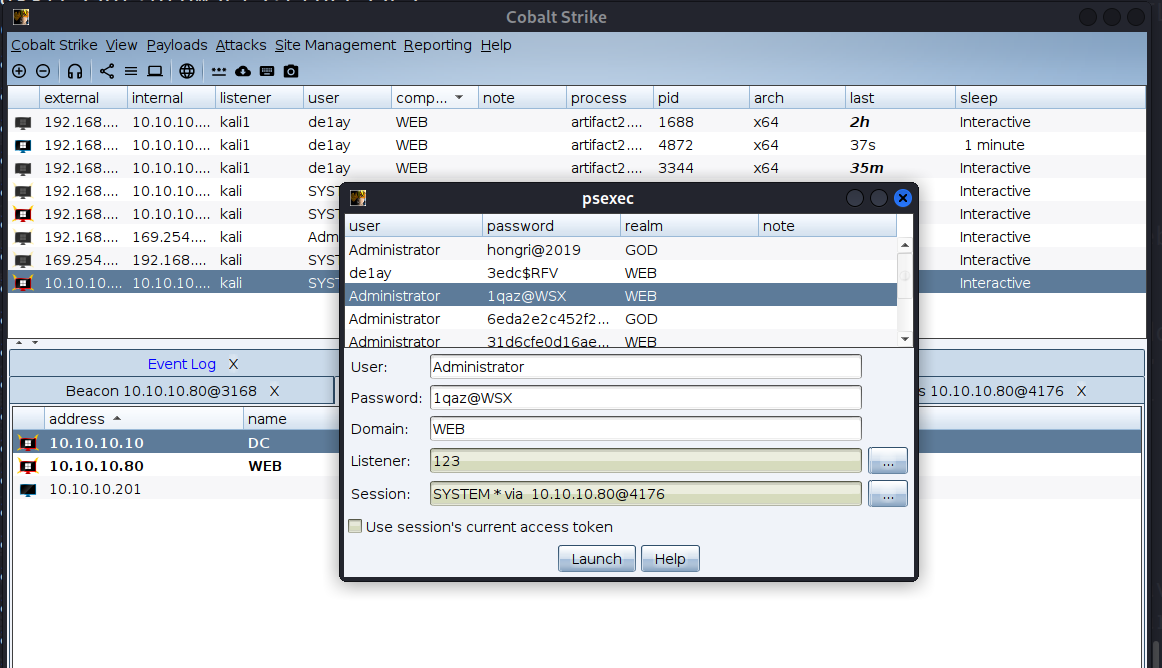 Cobalt Strike
Cobalt Strike View Payloads Attacks Site Management Reporting Help
external internal listener user comp... note process pid arch last sleep
192.168.... 10.10.10.... kali1 de1ay WEB artifact2.... 1688 x64 2h Interactive
192.168.... 10.10.10.... kali1 de1ay WEB artifact2.... 4872 x64 37s 1 minute
192.168.... 10.10.10.... kali1 de1ay WEB artifact2.... 3344 x64 35m Interactive
192.168.... 10.10.10.... kali SYST Interactive
192.168.... 10.10.10.... kali SYST Interactive
192.168.... 169.254.... kali Adm Interactive
169.254.... 192.168.... kali SYST Interactive
10.10.10.... 10.10.10.... kali SYST Interactive
psexec
user password realm note
Administrator hongri@2019 GOD
de1ay 3edc$RFV WEB
Administrator 1qaz@WSX WEB
Administrator 6eda2e2c452f2... GOD
Administrator 31d6cfe0d16ae... WEB
User: Administrator
Password: 1qaz@WSX
Domain: WEB
Listener: 123 ...
Session: SYSTEM * via 10.10.10.80@4176 ...
Use session's current access token
Launch Help
Event Log X
Beacon 10.10.10.80@3168 X
s 10.10.10.80@4176 X
address name
10.10.10.10 DC
10.10.10.80 WEB
10.10.10.201